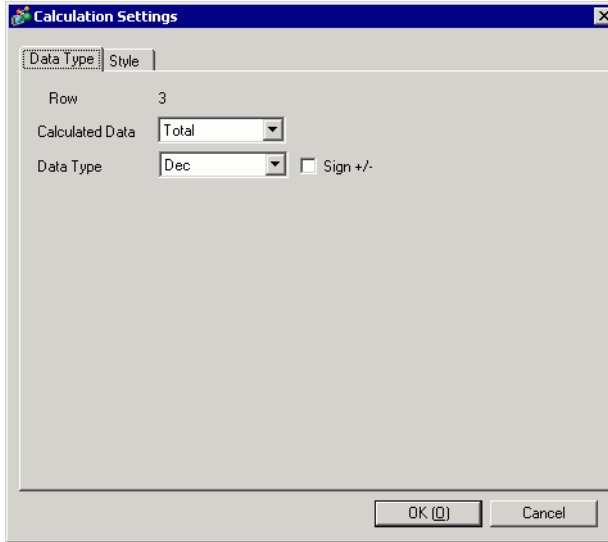 Calculation Settings
Data Type Style
Row 3
Calculated Data Total
Data Type Dec Sign +/-
OK (O) Cancel